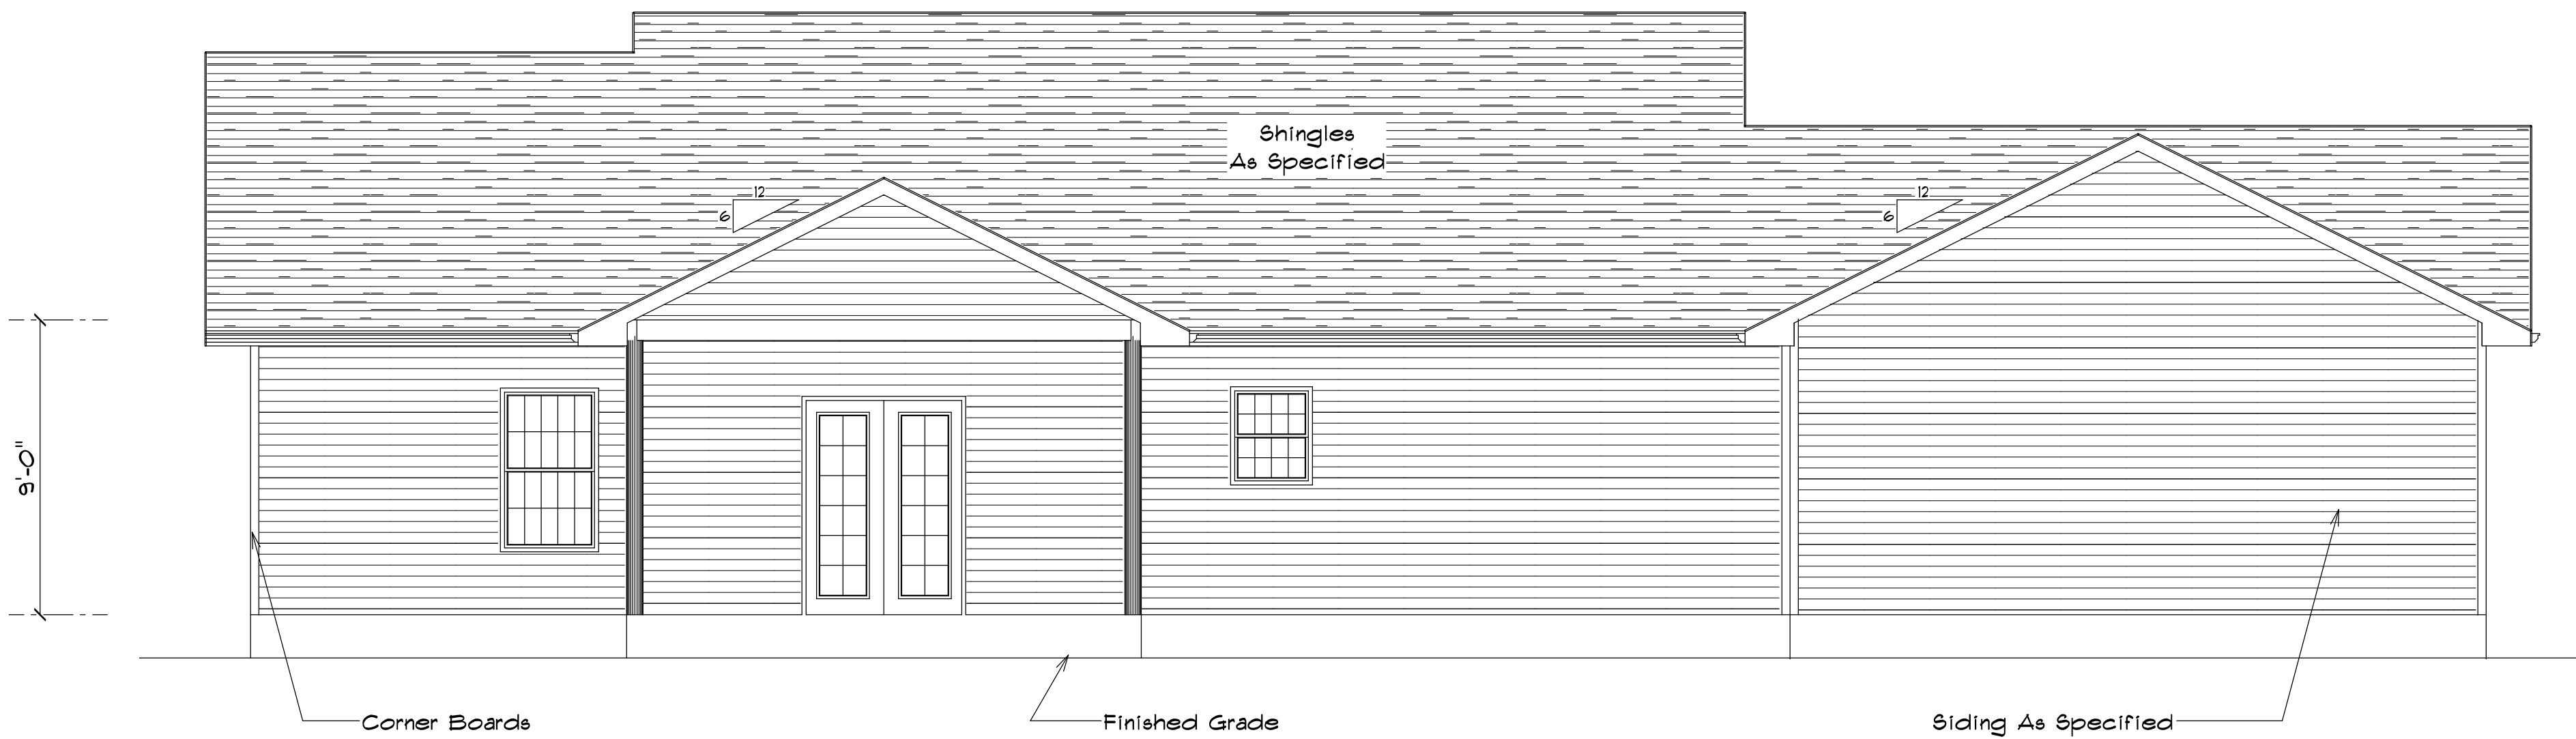 Shingles
As Specified
12
6
12
6
9'-0"
Corner Boards
Finished Grade
Siding As Specified